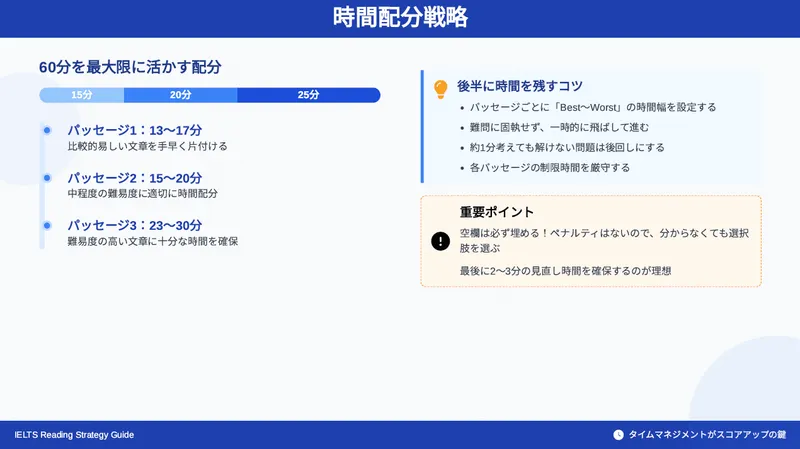 時間配分戦略
60分を最大限に活かす配分
15分 20分 25分
パッセージ1：13〜17分
比較的易しい文章を手早く片付ける
パッセージ2：15〜20分
中程度の難易度に適切に時間配分
パッセージ3：23〜30分
難易度の高い文章に十分な時間を確保
後半に時間を残すコツ
• パッセージごとに「Best〜Worst」の時間幅を設定する
• 難問に固執せず、一時的に飛ばして進む
• 約1分考えても解けない問題は後回しにする
• 各パッセージの制限時間を厳守する
重要ポイント
空欄は必ず埋める！ペナルティはないので、分からなくても選択
肢を選ぶ
最後に2〜3分の見直し時間を確保するのが理想
IELTS Reading Strategy Guide
タイムマネジメントがスコアアップの鍵